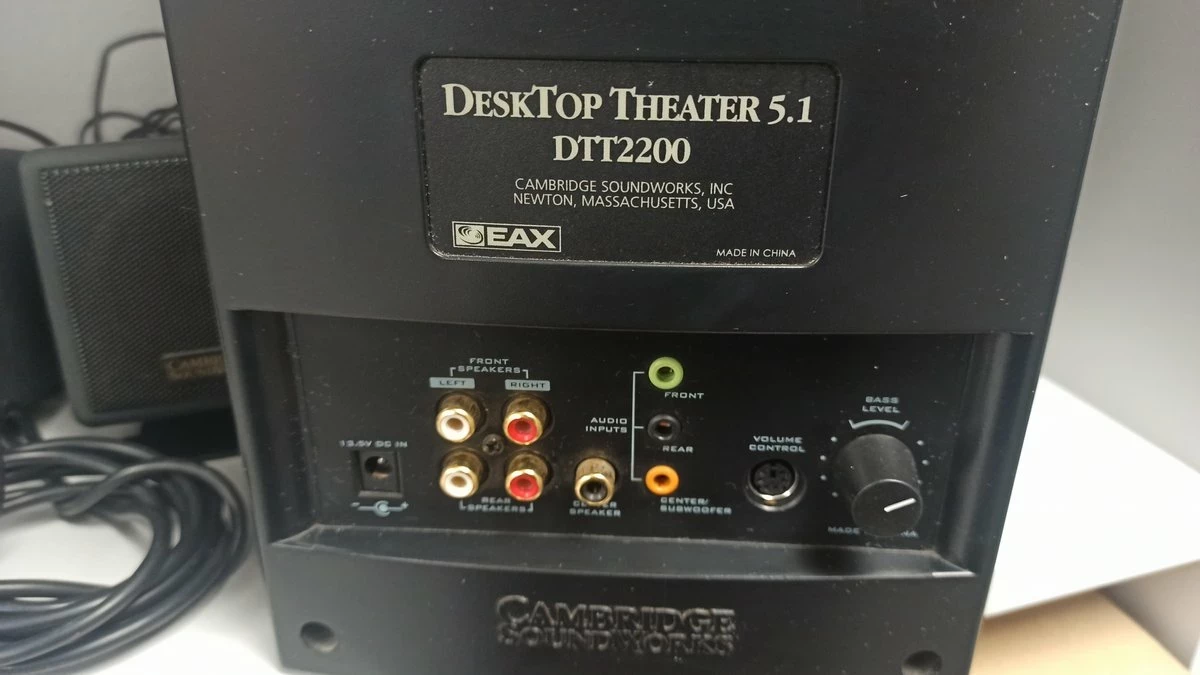 DESKTOP THEATER 5.1
DTT2200
CAMBRIDGE SOUNDWORKS, INC
NEWTON, MASSACHUSETTS, USA
EAX
MADE IN CHINA
FRONT
SPEAKERS
LEFT
RIGHT
FRONT
AUDIO
INPUTS
REAR
BASS
LEVEL
VOLUME
CONTROL
13.5V DC IN
REAR
SPEAKERS
CENTER
SPEAKER
CENTER/
SUBWOOFER
MADE
CAMBRIDGE
SOUNDWORKS